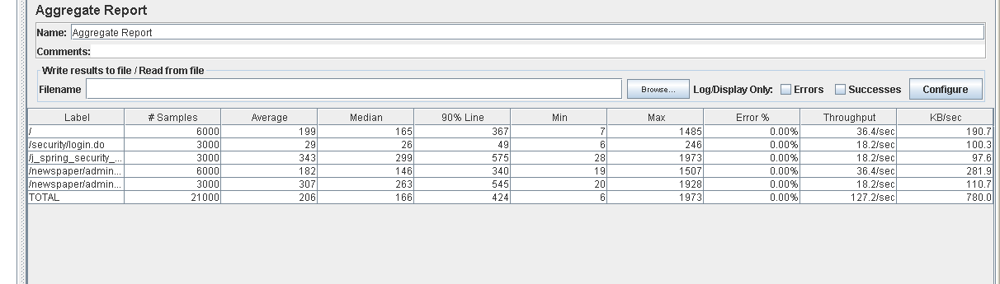 Aggregate Report
Name: Aggregate Report
Comments:
Write results to file / Read from file
Filename Browse... Log/Display Only: Errors Successes Configure
Label # Samples Average Median 90% Line Min Max Error % Throughput KB/sec
/ 6000 199 165 367 7 1485 0.00% 36.4/sec 190.7
/security/login.do 3000 29 26 49 6 246 0.00% 18.2/sec 100.3
/j_spring_security_... 3000 343 299 575 28 1973 0.00% 18.2/sec 97.6
/newspaper/admin... 6000 182 146 340 19 1507 0.00% 36.4/sec 281.9
/newspaper/admin... 3000 307 263 545 20 1928 0.00% 18.2/sec 110.7
TOTAL 21000 206 166 424 6 1973 0.00% 127.2/sec 780.0